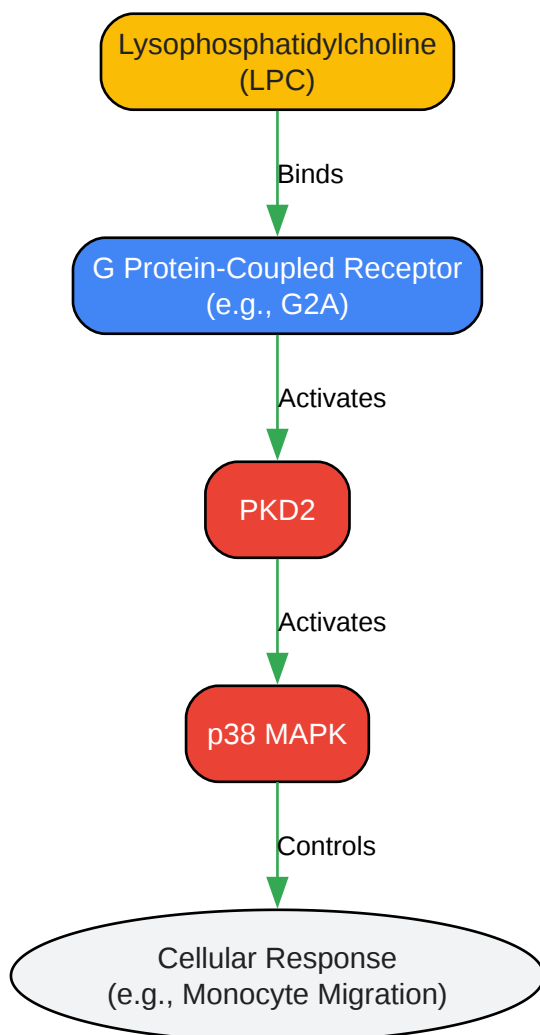 Lysophosphatidylcholine
(LPC)
Binds
G Protein-Coupled Receptor
(e.g., G2A)
Activates
PKD2
Activates
p38 MAPK
Controls
Cellular Response
(e.g., Monocyte Migration)